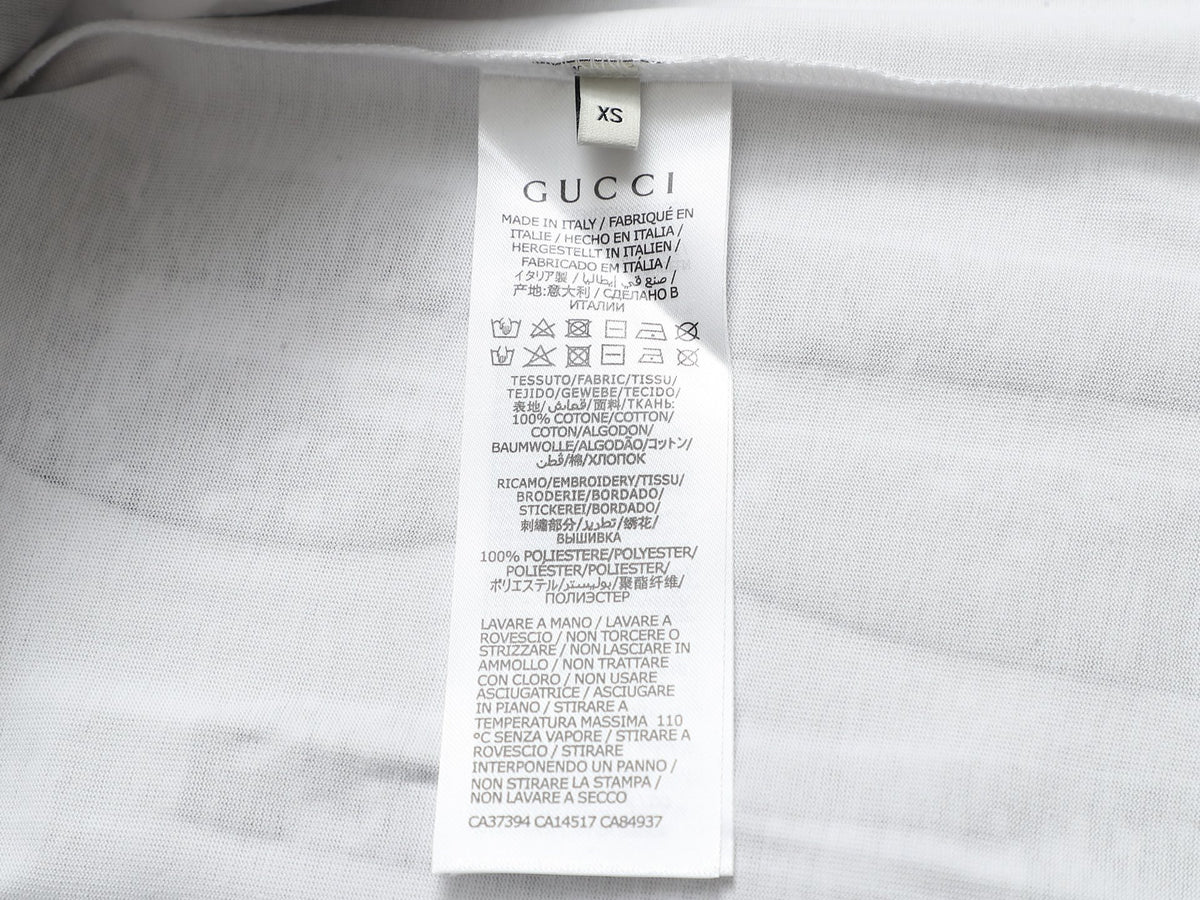 XS
GUCCI
MADE IN ITALY / FABRIQUÉ EN
ITALIE / HECHO EN ITALIA /
HERGESTELLT IN ITALIEN /
FABRICADO EM ITÁLIA /
イタリア製 / صنع في إيطاليا /
产地:意大利 / СДЕЛАНО В
ИТАЛИИ
TESSUTO/FABRIC/TISSU/
TEJIDO/GEWEBE/TECIDO/
表地/قماش/面料/ТКАНЬ:
100% COTONE/COTTON/
COTON/ALGODON/
BAUMWOLLE/ALGODÃO/コットン/
قطن/棉/ХЛОПОК
RICAMO/EMBROIDERY/TISSU/
BRODERIE/BORDADO/
STICKEREI/BORDADO/
刺繍部分/تطريز/绣花/
ВЫШИВКА
100% POLIESTERE/POLYESTER/
POLIÉSTER/POLIESTER/
ポリエステル/بوليستر/聚酯纤维/
ПОЛИЭСТЕР
LAVARE A MANO / LAVARE A
ROVESCIO / NON TORCERE O
STRIZZARE / NON LASCIARE IN
AMMOLLO / NON TRATTARE
CON CLORO / NON USARE
ASCIUGATRICE / ASCIUGARE
IN PIANO / STIRARE A
TEMPERATURA MASSIMA 110
°C SENZA VAPORE / STIRARE A
ROVESCIO / STIRARE
INTERPONENDO UN PANNO /
NON STIRARE LA STAMPA /
NON LAVARE A SECCO
CA37394 CA14517 CA84937